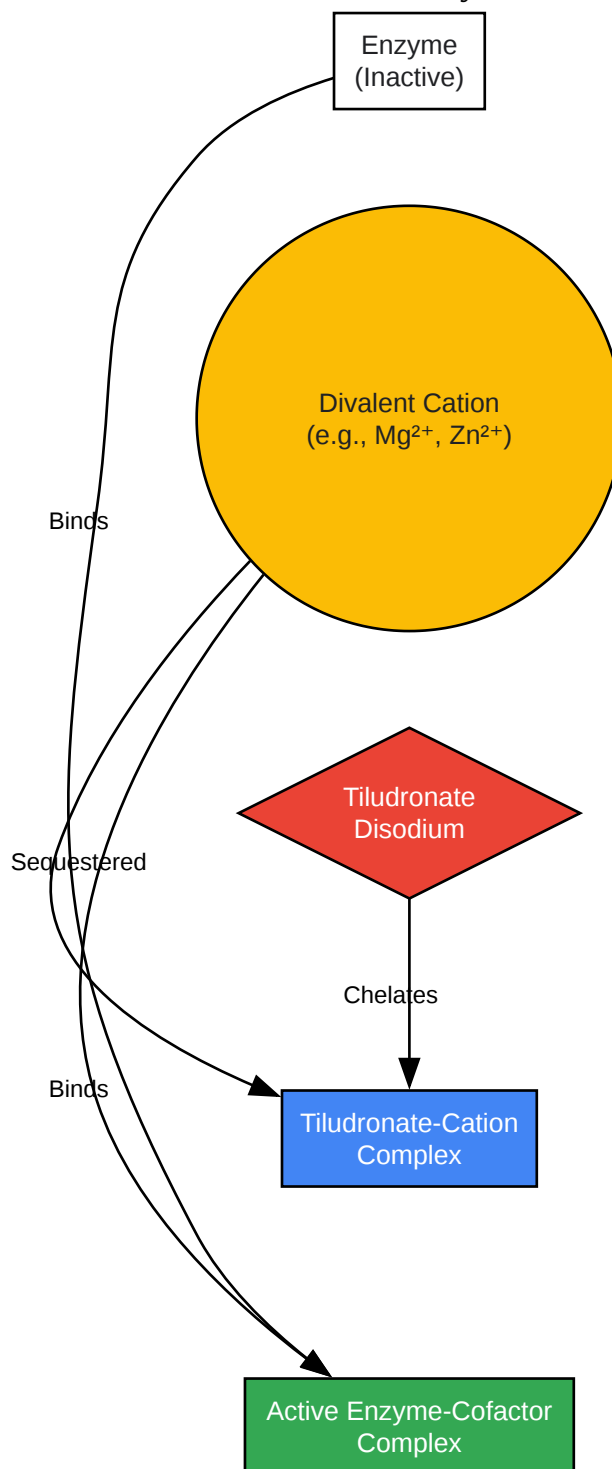 Enzyme
(Inactive)
Divalent Cation
(e.g., Mg²⁺, Zn²⁺)
Binds
Tiludronate
Disodium
Sequestered
Chelates
Binds
Tiludronate-Cation
Complex
Active Enzyme-Cofactor
Complex